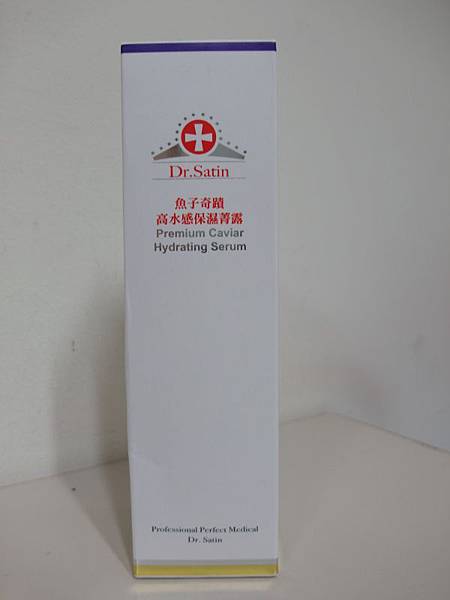 Dr.Satin
魚子奇蹟
高水感保濕菁露
Premium Caviar
Hydrating Serum
Professional Perfect Medical
Dr. Satin